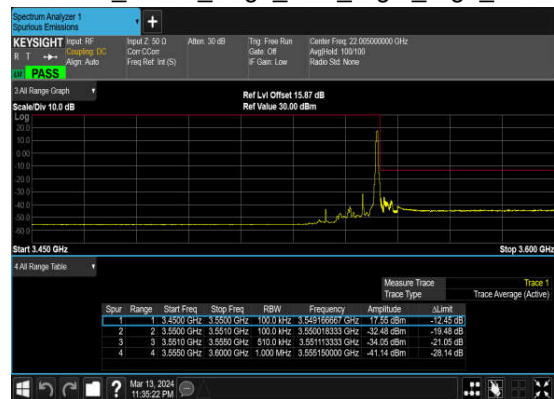 Spectrum Analyzer 1
Spurious Emissions
KEYSIGHT
R T
PASS
Input: RF
Coupling: DC
Align: Auto
Input Z: 50 Ω
Corr CCorr
Freq Ref: Int (S)
Atten: 30 dB
Trig: Free Run
Gate: Off
IF Gain: Low
Center Freq: 22.005000000 GHz
Avg|Hold: 100/100
Radio Std: None
3 All Range Graph
Ref Lvl Offset 15.87 dB
Scale/Div 10.0 dB
Ref Value 30.00 dBm
Log
20.0
10.0
0.00
-10.0
-20.0
-30.0
-40.0
-50.0
-60.0
Start 3.450 GHz
Stop 3.600 GHz
4 All Range Table
Measure Trace Trace 1
Trace Type Trace Average (Active)
Spur Range Start Freq Stop Freq RBW Frequency Amplitude ΔLimit
1 1 3.4500 GHz 3.5500 GHz 100.0 kHz 3.549166667 GHz 17.55 dBm -12.45 dB
2 2 3.5500 GHz 3.5510 GHz 100.0 kHz 3.550018333 GHz -32.48 dBm -19.48 dB
3 3 3.5510 GHz 3.5550 GHz 510.0 kHz 3.551113333 GHz -34.05 dBm -21.05 dB
4 4 3.5550 GHz 3.6000 GHz 1.000 MHz 3.555150000 GHz -41.14 dBm -28.14 dB
Mar 13, 2024
11:35:22 PM